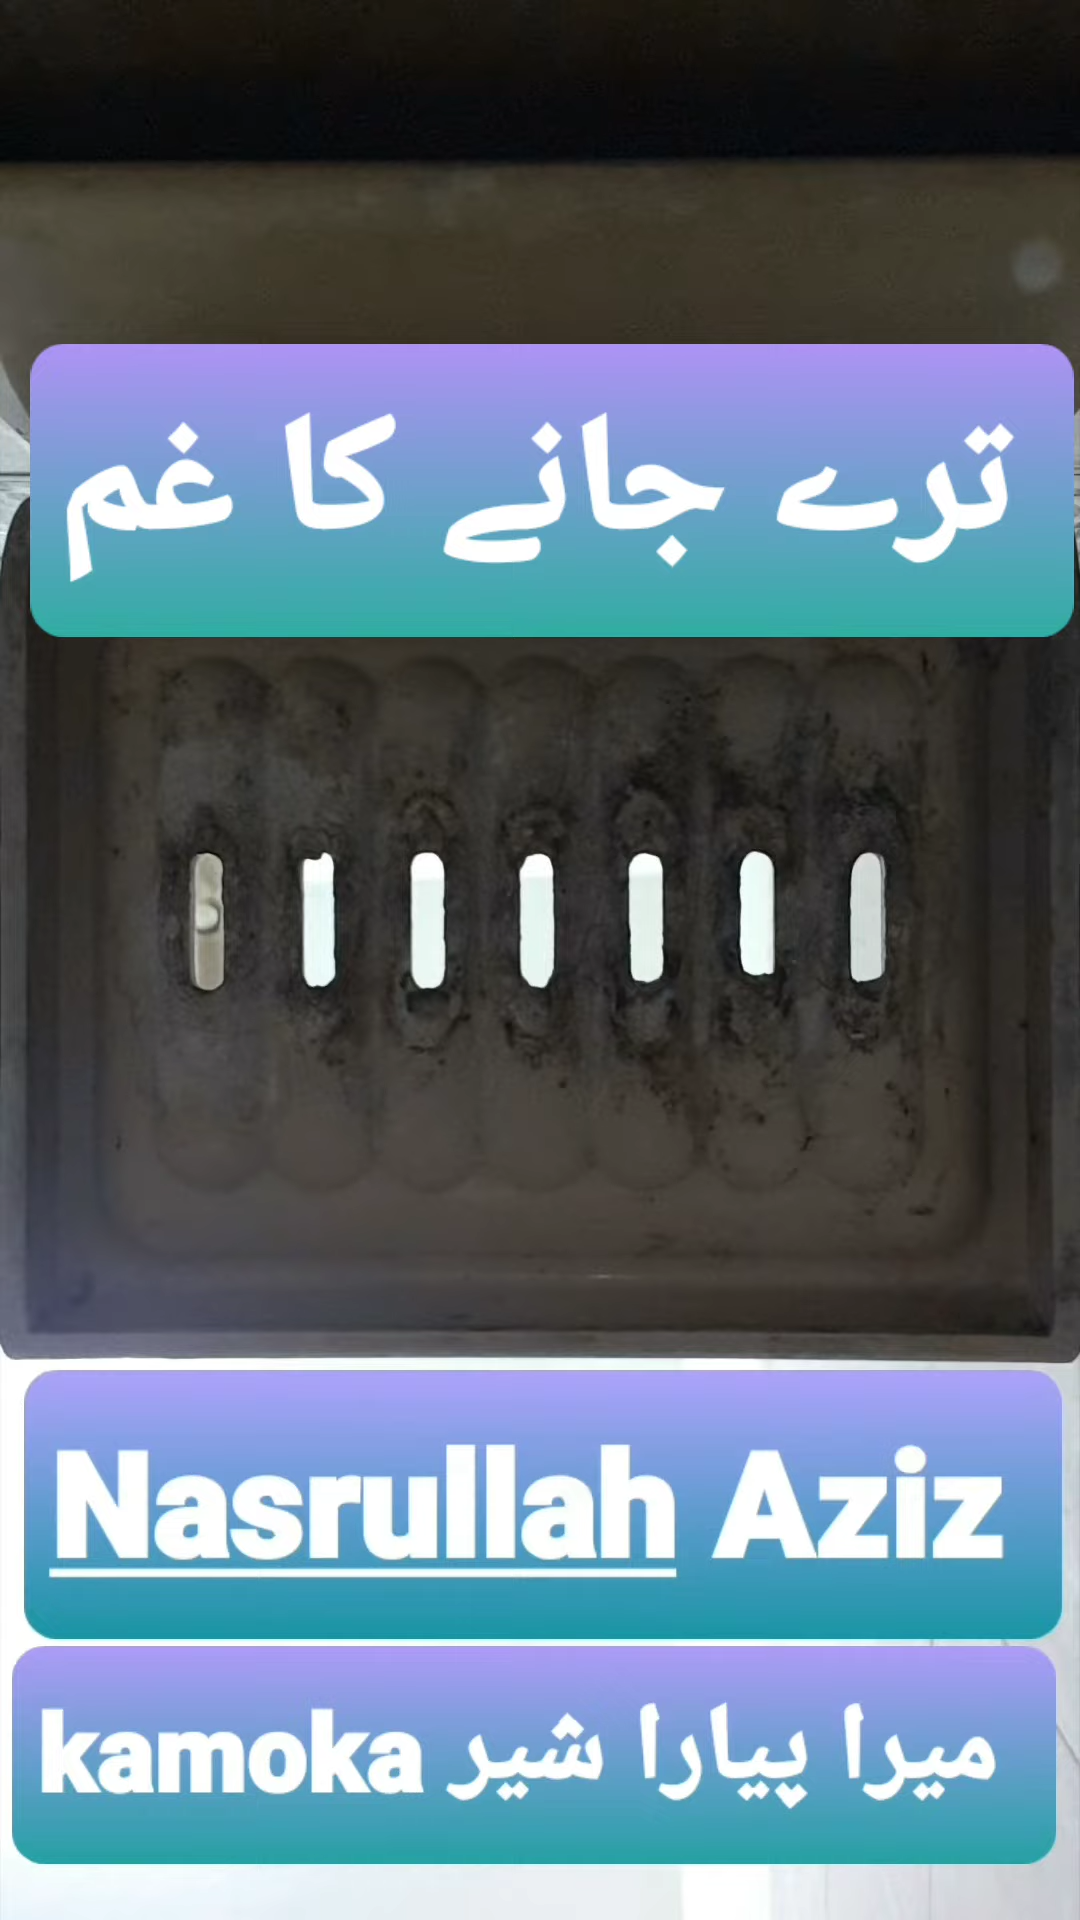 ترے جانے کا غم
Nasrullah Aziz
میرا پیارا شیر kamoka